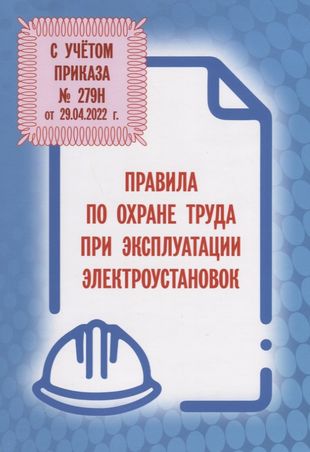 С УЧЁТОМ
ПРИКАЗА
№ 279Н
от 29.04.2022 г.
ПРАВИЛА
ПО ОХРАНЕ ТРУДА
ПРИ ЭКСПЛУАТАЦИИ
ЭЛЕКТРОУСТАНОВОК